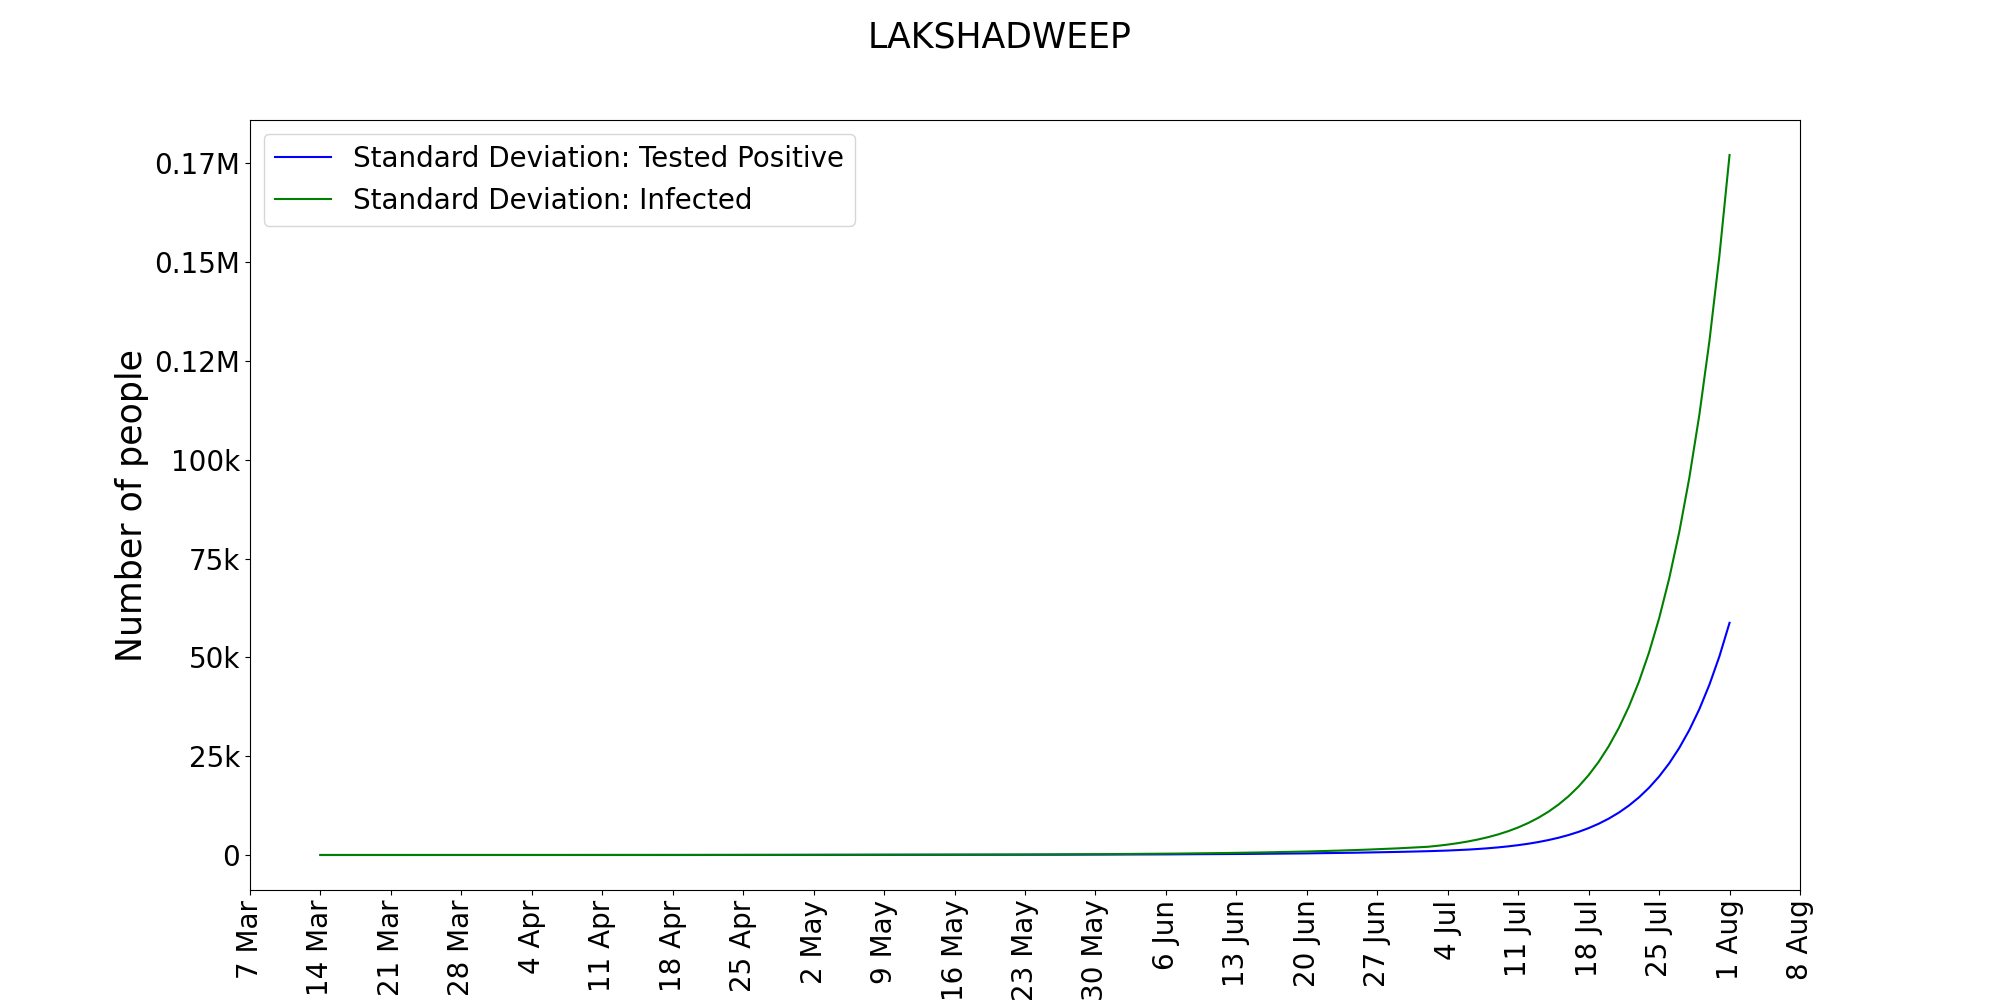 LAKSHADWEEP
Standard Deviation: Tested Positive
Standard Deviation: Infected
Number of people
0.17M
0.15M
0.12M
100k
75k
50k
25k
0
7 Mar
14 Mar
21 Mar
28 Mar
4 Apr
11 Apr
18 Apr
25 Apr
2 May
9 May
16 May
23 May
30 May
6 Jun
13 Jun
20 Jun
27 Jun
4 Jul
11 Jul
18 Jul
25 Jul
1 Aug
8 Aug